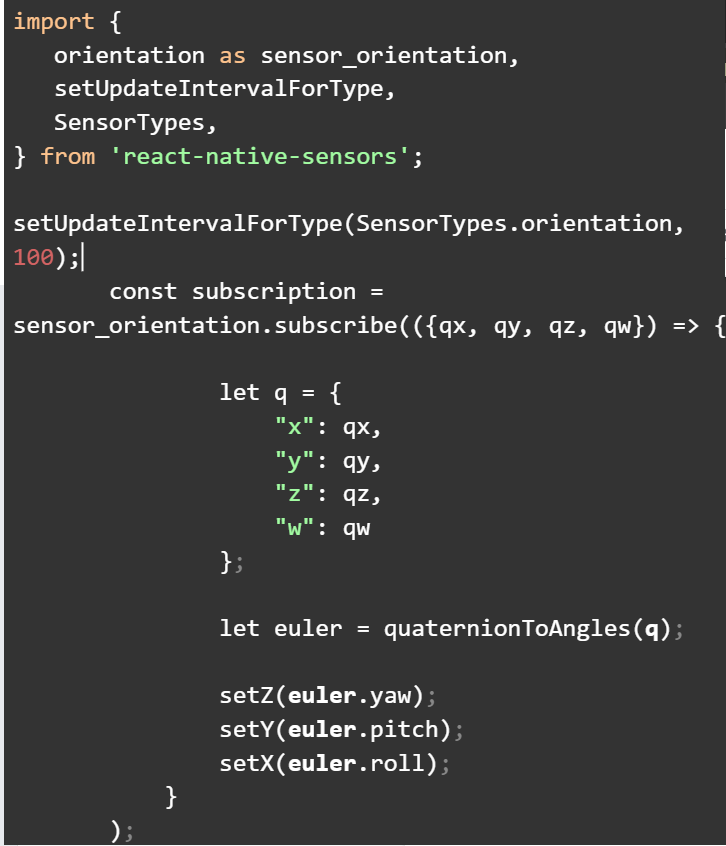 import {
   orientation as sensor_orientation,
   setUpdateIntervalForType,
   SensorTypes,
} from 'react-native-sensors';

setUpdateIntervalForType(SensorTypes.orientation,
100);
       const subscription =
sensor_orientation.subscribe(({qx, qy, qz, qw}) => {

               let q = {
                   "x": qx,
                   "y": qy,
                   "z": qz,
                   "w": qw
               };

               let euler = quaternionToAngles(q);

               setZ(euler.yaw);
               setY(euler.pitch);
               setX(euler.roll);
           }
       );